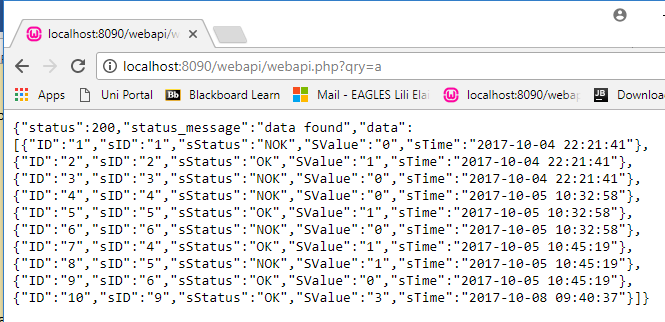 localhost:8090/webapi/w
localhost:8090/webapi/webapi.php?qry=a
Apps Bookmarks Uni Portal Bb Blackboard Learn Mail - EAGLES Lili Elai localhost:8090/webap JB Downloa
{"status":200,"status_message":"data found","data":
[{"ID":"1","sID":"1","sStatus":"NOK","SValue":"0","sTime":"2017-10-04 22:21:41"},
{"ID":"2","sID":"2","sStatus":"OK","SValue":"1","sTime":"2017-10-04 22:21:41"},
{"ID":"3","sID":"3","sStatus":"NOK","SValue":"0","sTime":"2017-10-04 22:21:41"},
{"ID":"4","sID":"4","sStatus":"NOK","SValue":"0","sTime":"2017-10-05 10:32:58"},
{"ID":"5","sID":"5","sStatus":"OK","SValue":"1","sTime":"2017-10-05 10:32:58"},
{"ID":"6","sID":"6","sStatus":"NOK","SValue":"0","sTime":"2017-10-05 10:32:58"},
{"ID":"7","sID":"4","sStatus":"OK","SValue":"1","sTime":"2017-10-05 10:45:19"},
{"ID":"8","sID":"5","sStatus":"NOK","SValue":"1","sTime":"2017-10-05 10:45:19"},
{"ID":"9","sID":"6","sStatus":"OK","SValue":"0","sTime":"2017-10-05 10:45:19"},
{"ID":"10","sID":"9","sStatus":"OK","SValue":"3","sTime":"2017-10-08 09:40:37"}]}